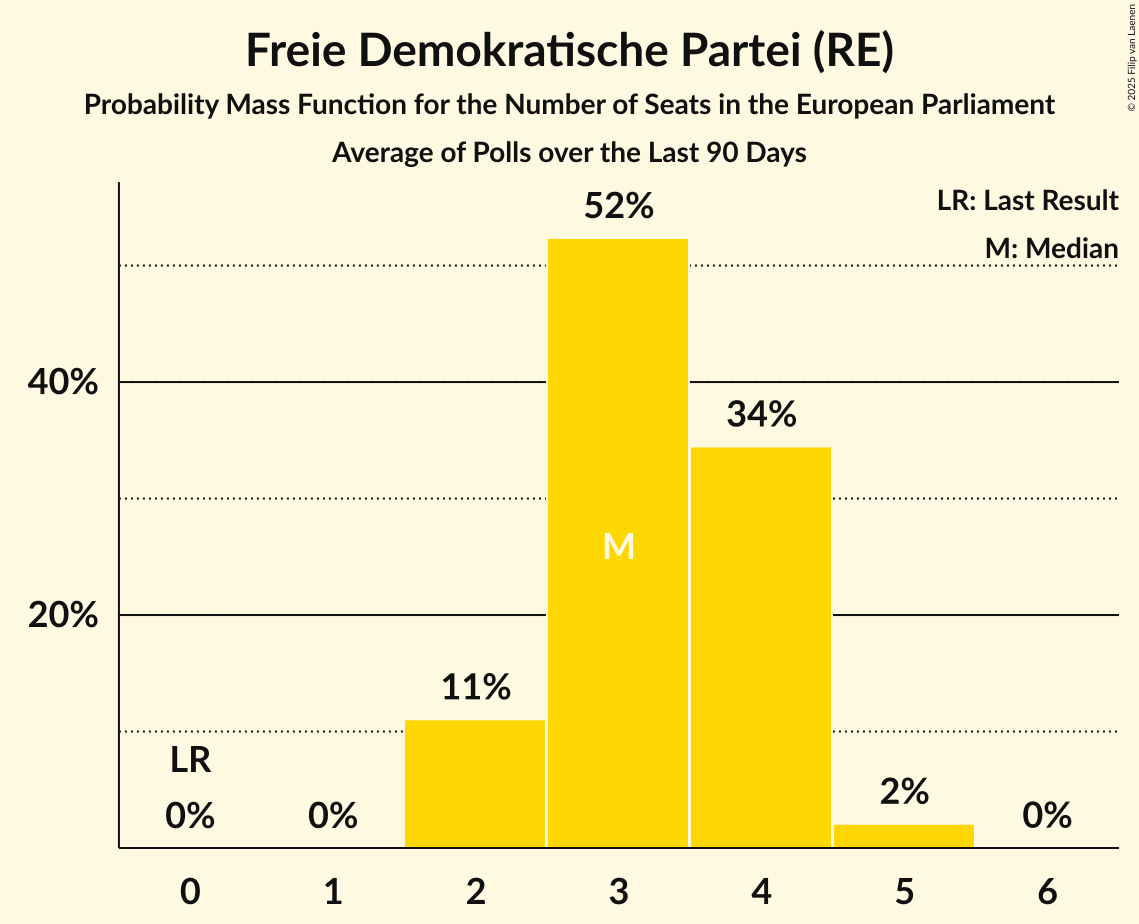 Freie Demokratische Partei (RE)
Probability Mass Function for the Number of Seats in the European Parliament
Average of Polls over the Last 90 Days
© 2025 Filip van Laenen
LR: Last Result
M: Median
52%
40%
34%
M
20%
11%
LR
0%
0%
2%
0%
0
1
2
3
4
5
6